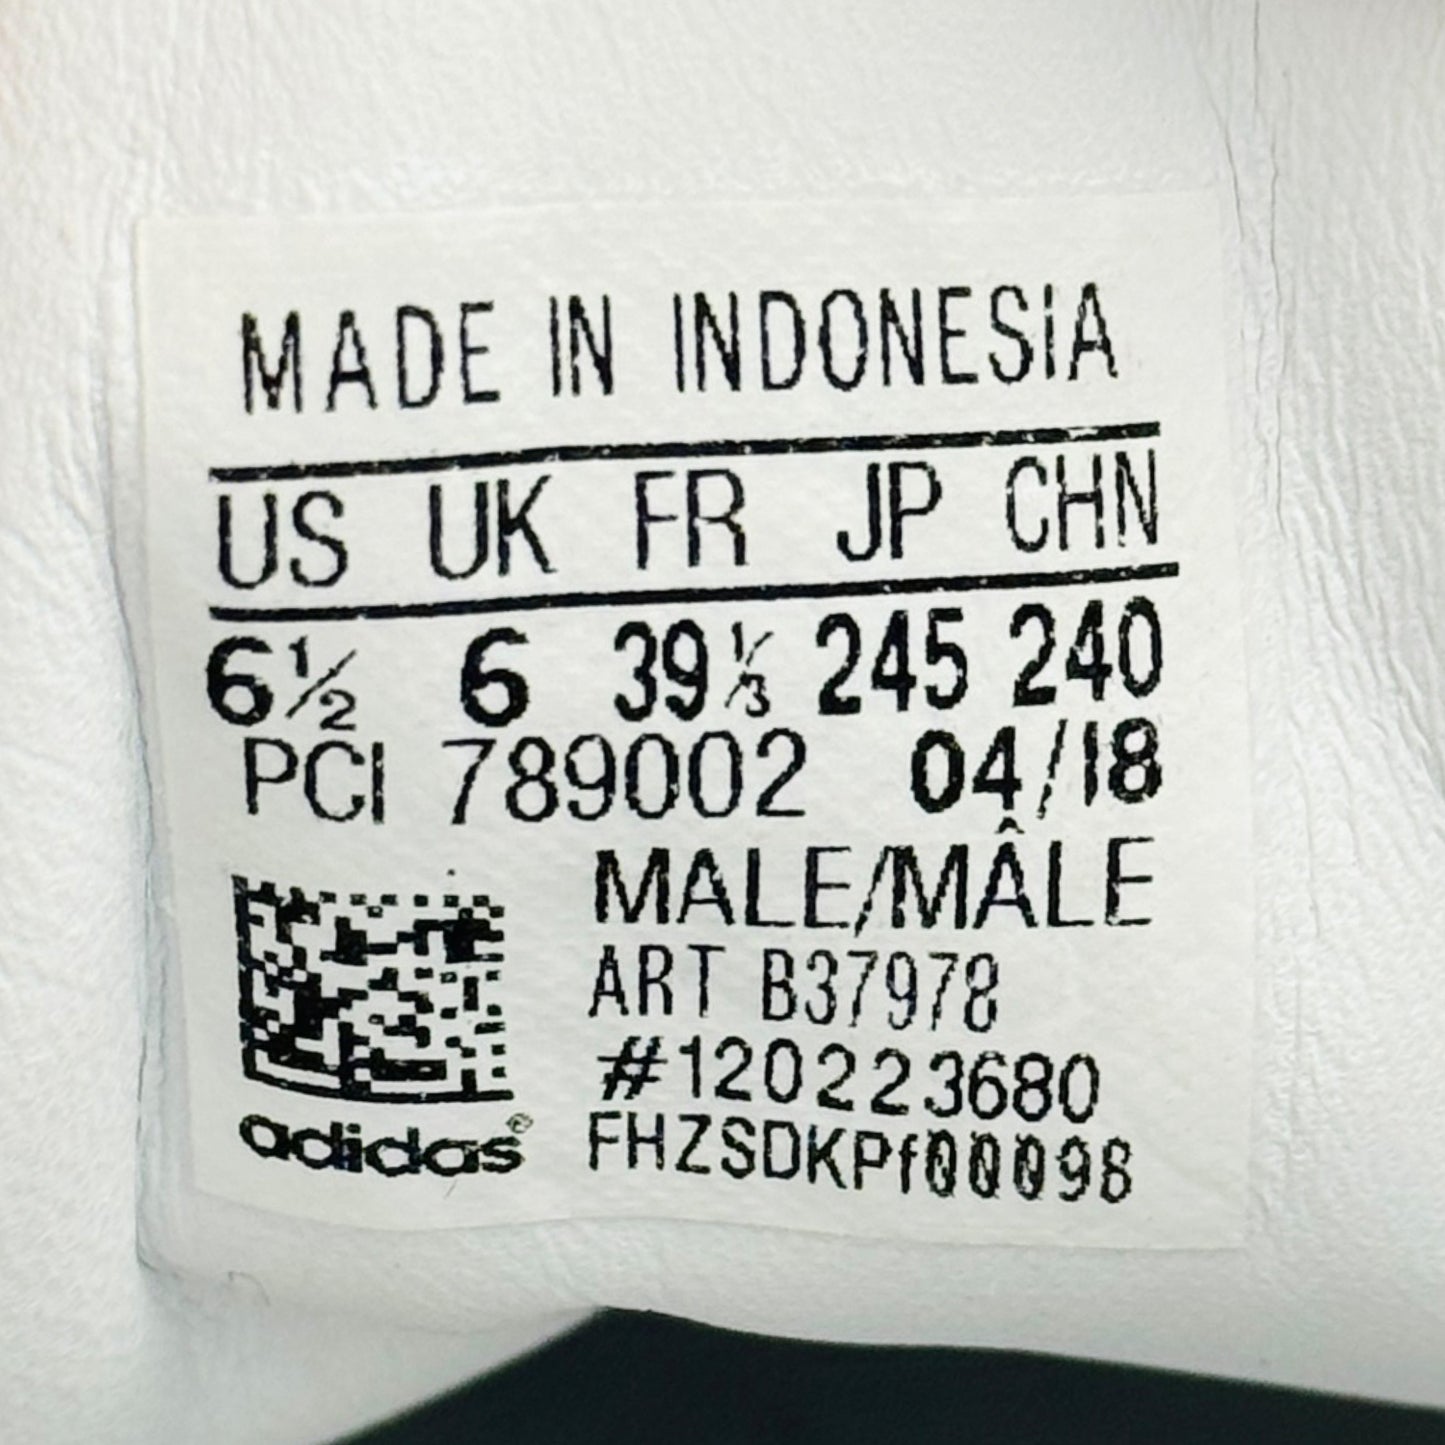 MADE IN INDONESIA
US UK FR JP CHN
6½ 6 39⅓ 245 240
PCI 789002 04/18
MALE/MÂLE
ART B37978
#120223680
FHZSDKPf00098
adidas®